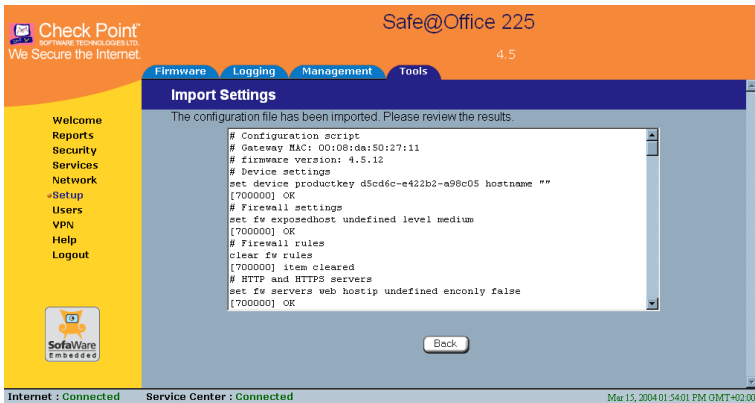 Check Point™
SOFTWARE TECHNOLOGIES LTD.
We Secure the Internet.
Safe@Office 225
4.5
Firmware Logging Management Tools
Import Settings
The configuration file has been imported. Please review the results.
Welcome
Reports
Security
Services
Network
Setup
Users
VPN
Help
Logout
# Configuration script
# Gateway MAC: 00:08:da:50:27:11
# firmware version: 4.5.12
# Device settings
set device productkey d5cd6c-e422b2-a98c05 hostname ""
[700000] OK
# Firewall settings
set fw exposedhost undefined level medium
[700000] OK
# Firewall rules
clear fw rules
[700000] item cleared
# HTTP and HTTPS servers
set fw servers web hostip undefined enconly false
[700000] OK
Back
SofaWare
Embedded
Internet : Connected Service Center : Connected Mar 15, 2004 01:54:01 PM GMT+02:00